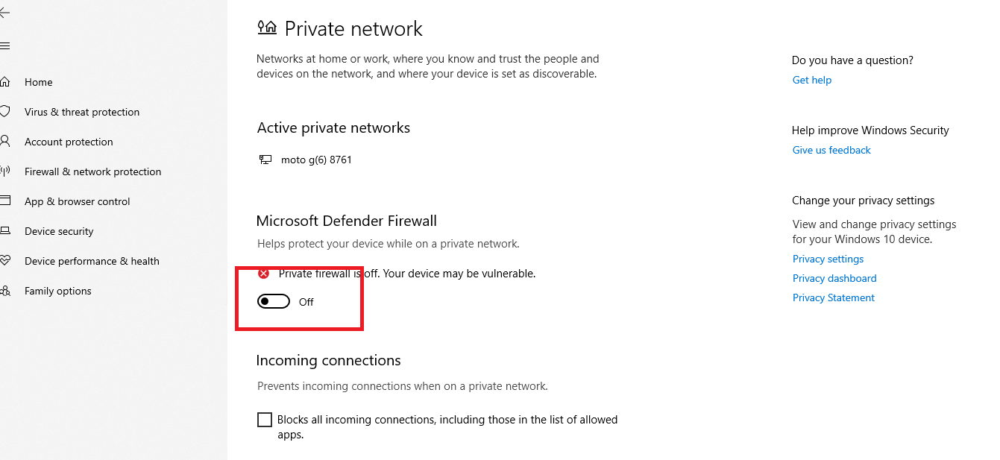 Private network
Networks at home or work, where you know and trust the people and
devices on the network, and where your device is set as discoverable.
Active private networks
moto g(6) 8761
Microsoft Defender Firewall
Helps protect your device while on a private network.
Private firewall is off. Your device may be vulnerable.
Off
Incoming connections
Prevents incoming connections when on a private network.
Blocks all incoming connections, including those in the list of allowed
apps.
Home
Virus & threat protection
Account protection
Firewall & network protection
App & browser control
Device security
Device performance & health
Family options
Do you have a question?
Get help
Help improve Windows Security
Give us feedback
Change your privacy settings
View and change privacy settings
for your Windows 10 device.
Privacy settings
Privacy dashboard
Privacy Statement